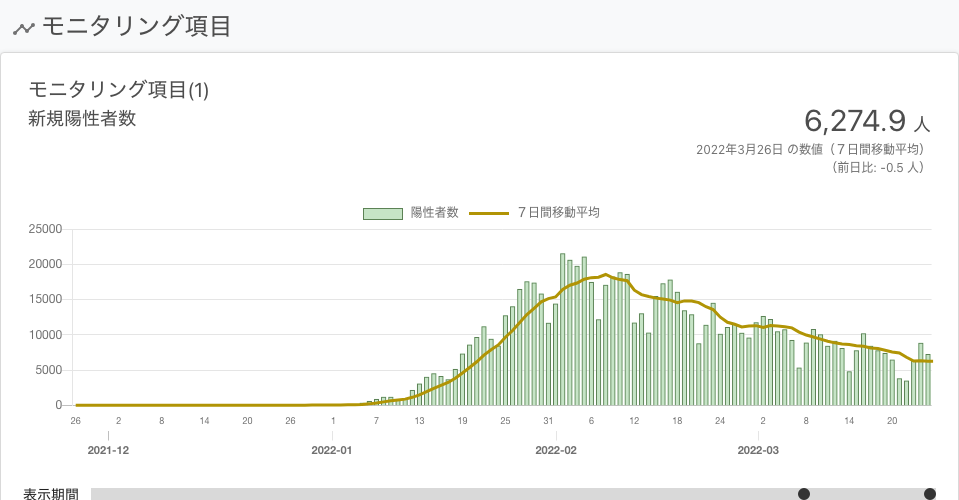 モニタリング項目
モニタリング項目(1)
新規陽性者数
6,274.9 人
2022年3月26日 の数値（７日間移動平均）
（前日比: -0.5 人）
陽性者数 ７日間移動平均
25000
20000
15000
10000
5000
0
26 2 8 14 20 26 1 7 13 19 25 31 6 12 18 24 2 8 14 20
2021-12 2022-01 2022-02 2022-03
表示期間